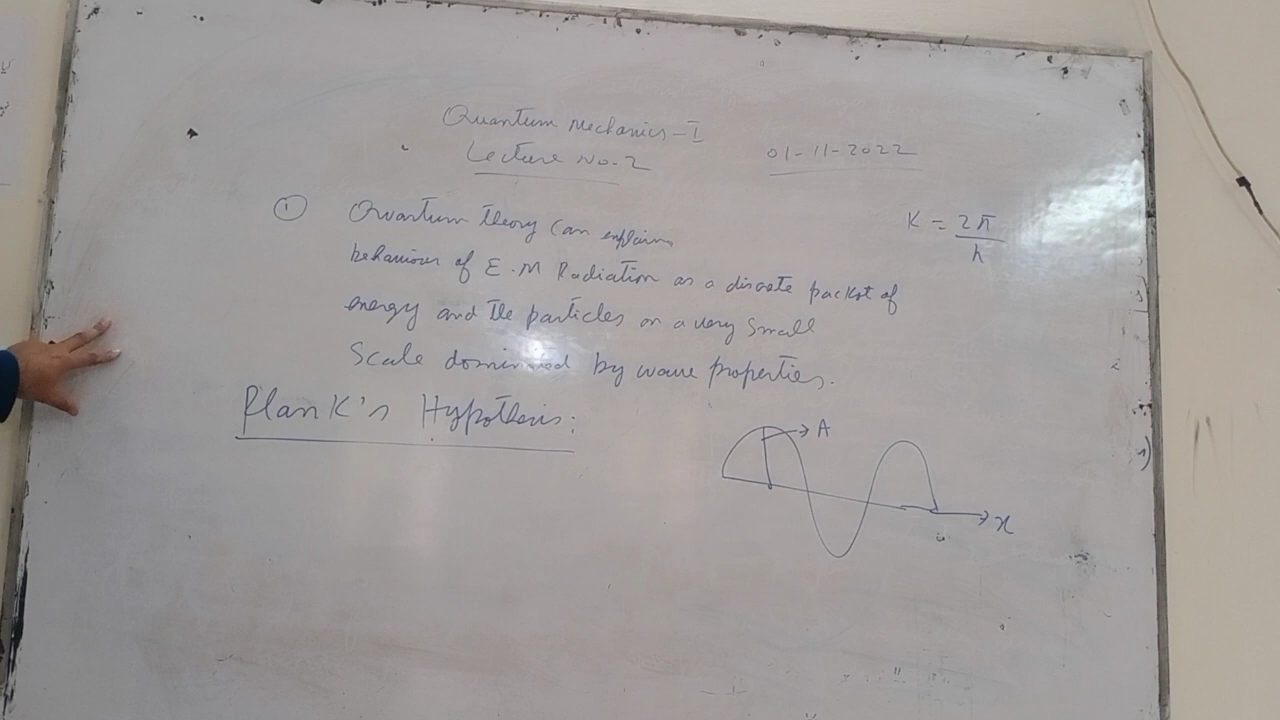 Quantum Mechanics-I
Lecture No-2
01-11-2022
① Quantum theory can explains
behaviour of E.M Radiation as a discrete packet of
energy and the particles on a very small
Scale dominated by wave properties.
K = 2π/λ
Plank's Hypothesis:
A
x